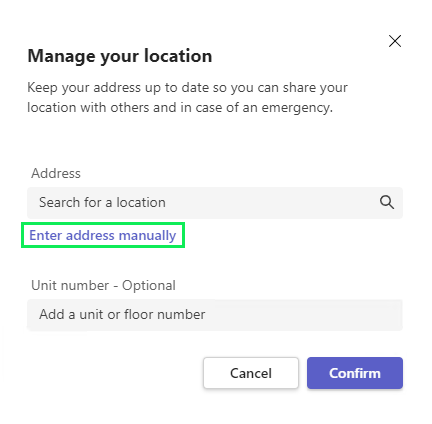 Manage your location
Keep your address up to date so you can share your
location with others and in case of an emergency.
Address
Search for a location
Enter address manually
Unit number - Optional
Add a unit or floor number
Cancel
Confirm